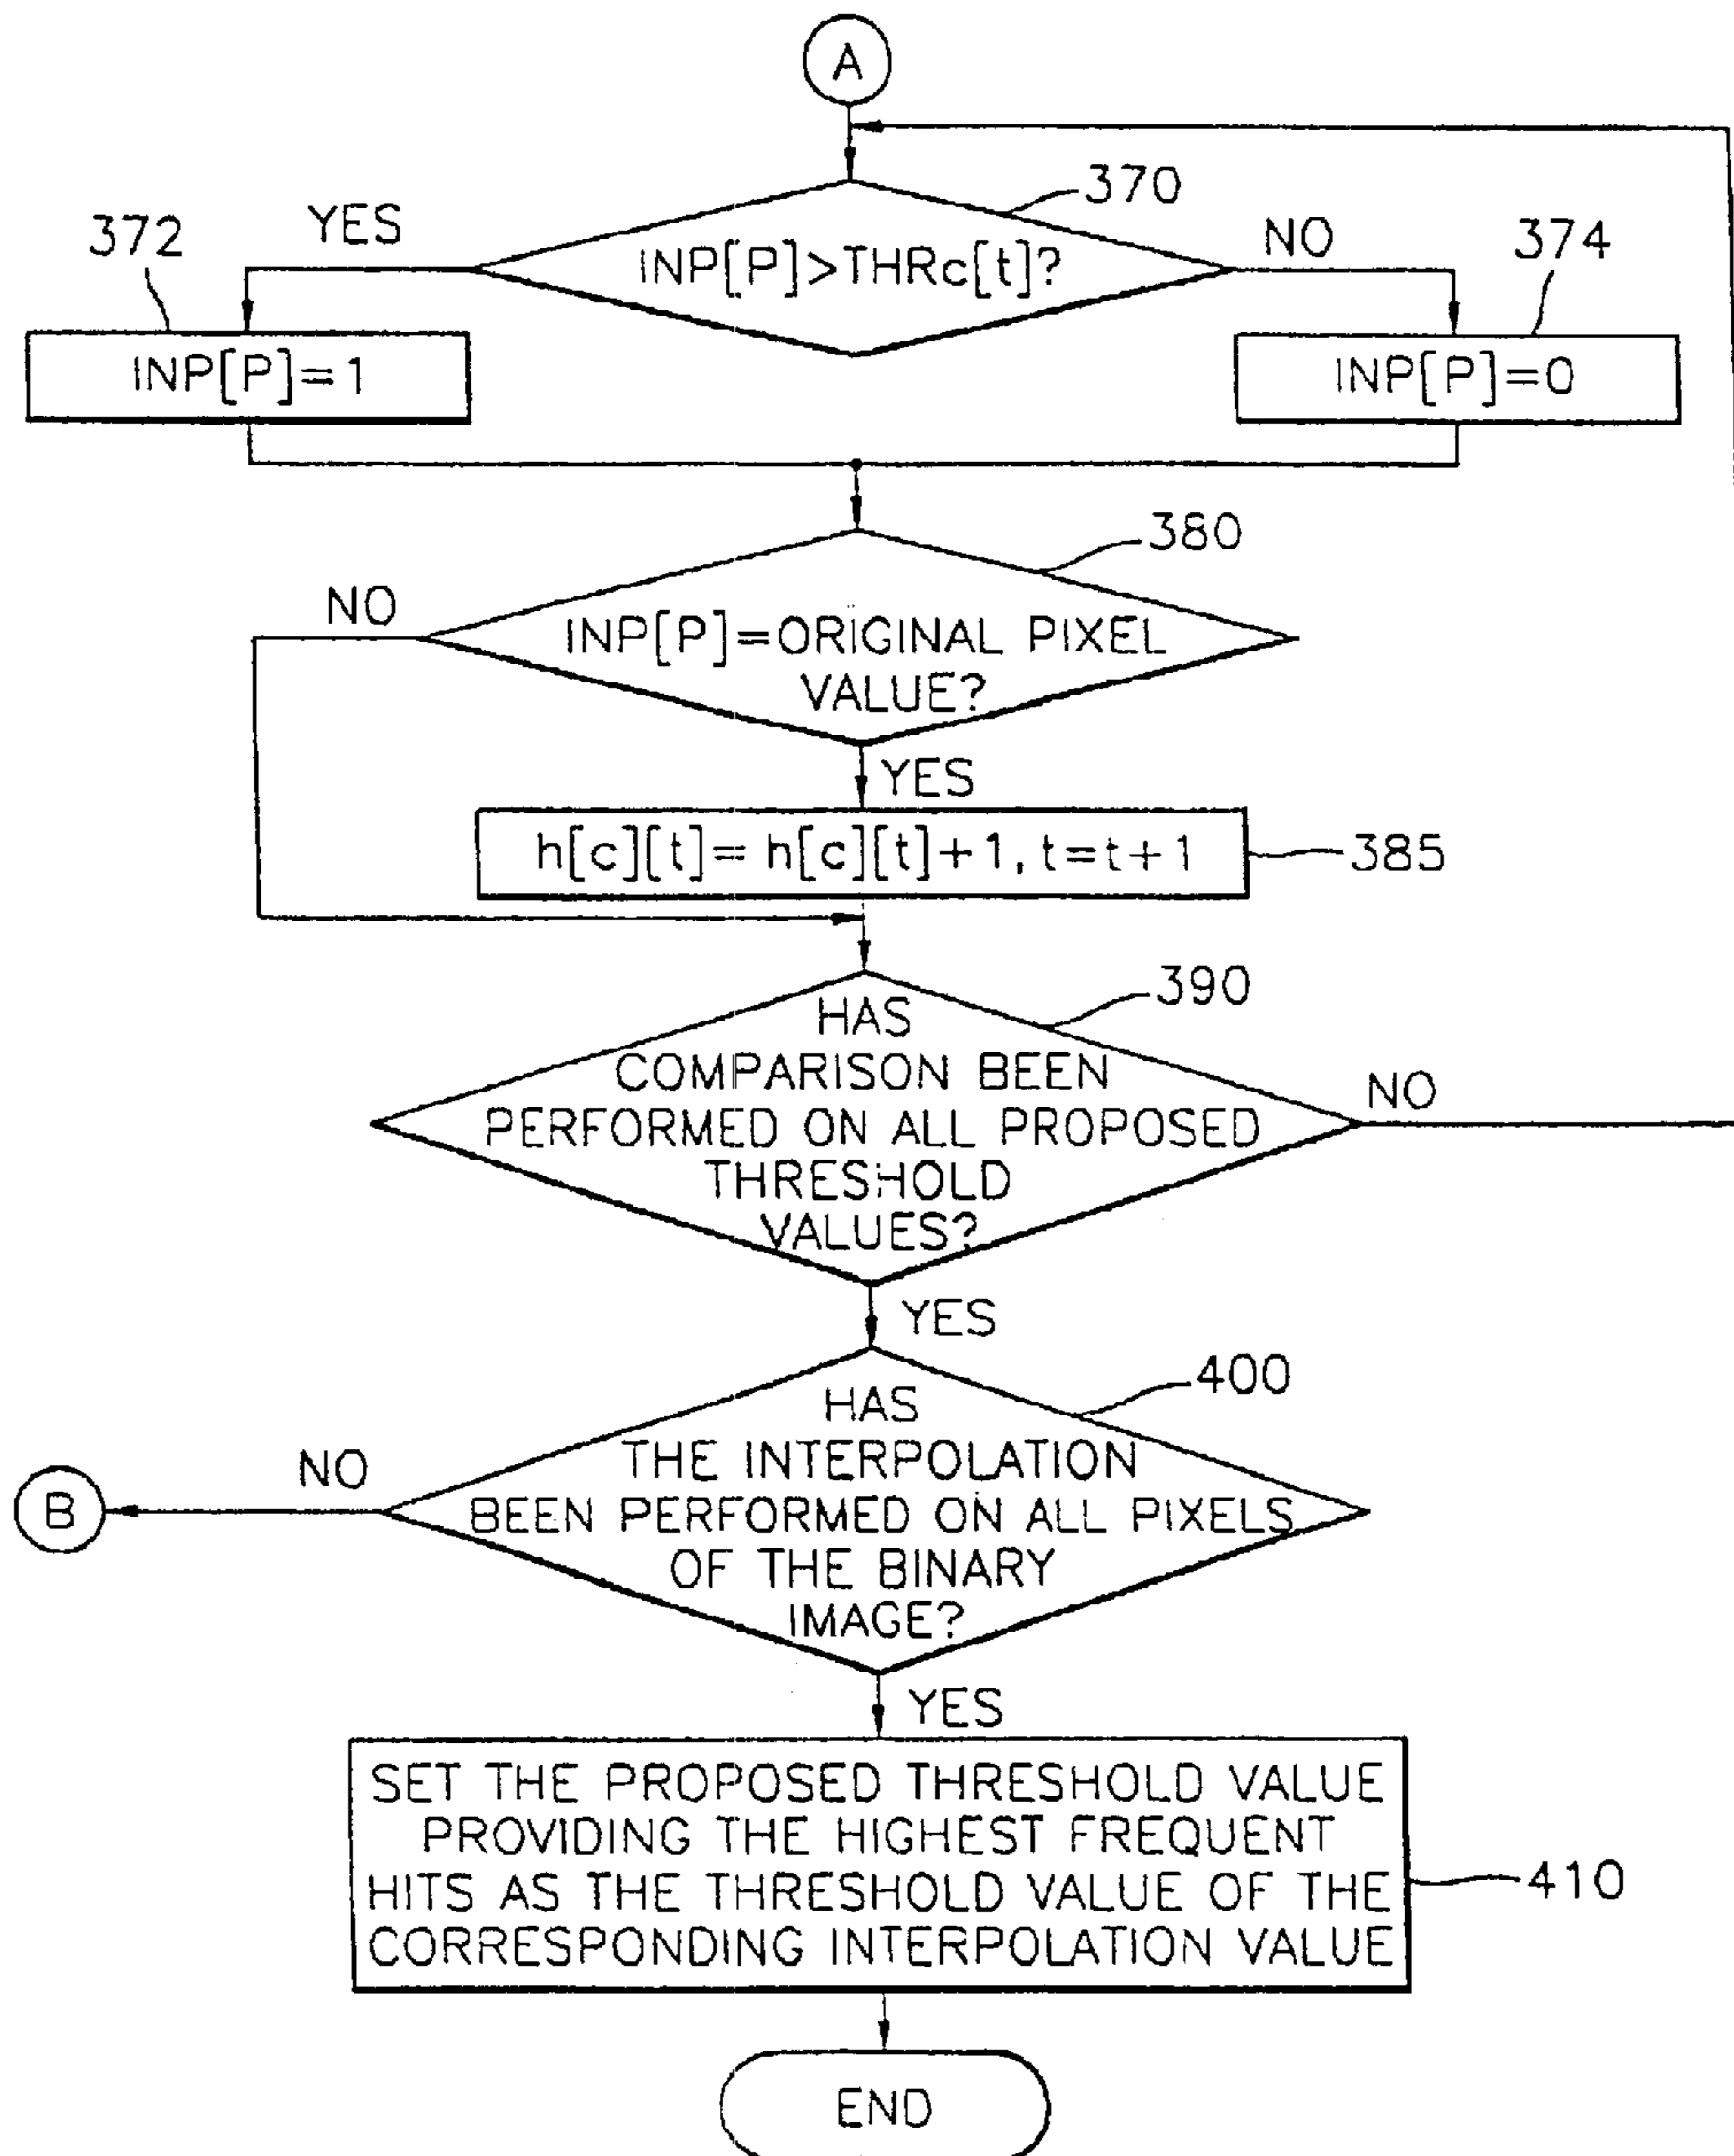 A
370
YES
372
INP[P]>THRc[t]?
NO
374
INP[P]=1
INP[P]=0
380
NO
INP[P]=ORIGINAL PIXEL
VALUE?
YES
h[c][t]= h[c][t]+1, t=t+1
385
390
HAS
COMPARISON BEEN
PERFORMED ON ALL PROPOSED
THRESHOLD
VALUES?
NO
YES
400
HAS
THE INTERPOLATION
BEEN PERFORMED ON ALL PIXELS
OF THE BINARY
IMAGE?
NO
B
YES
SET THE PROPOSED THRESHOLD VALUE
PROVIDING THE HIGHEST FREQUENT
HITS AS THE THRESHOLD VALUE OF THE
CORRESPONDING INTERPOLATION VALUE
410
END